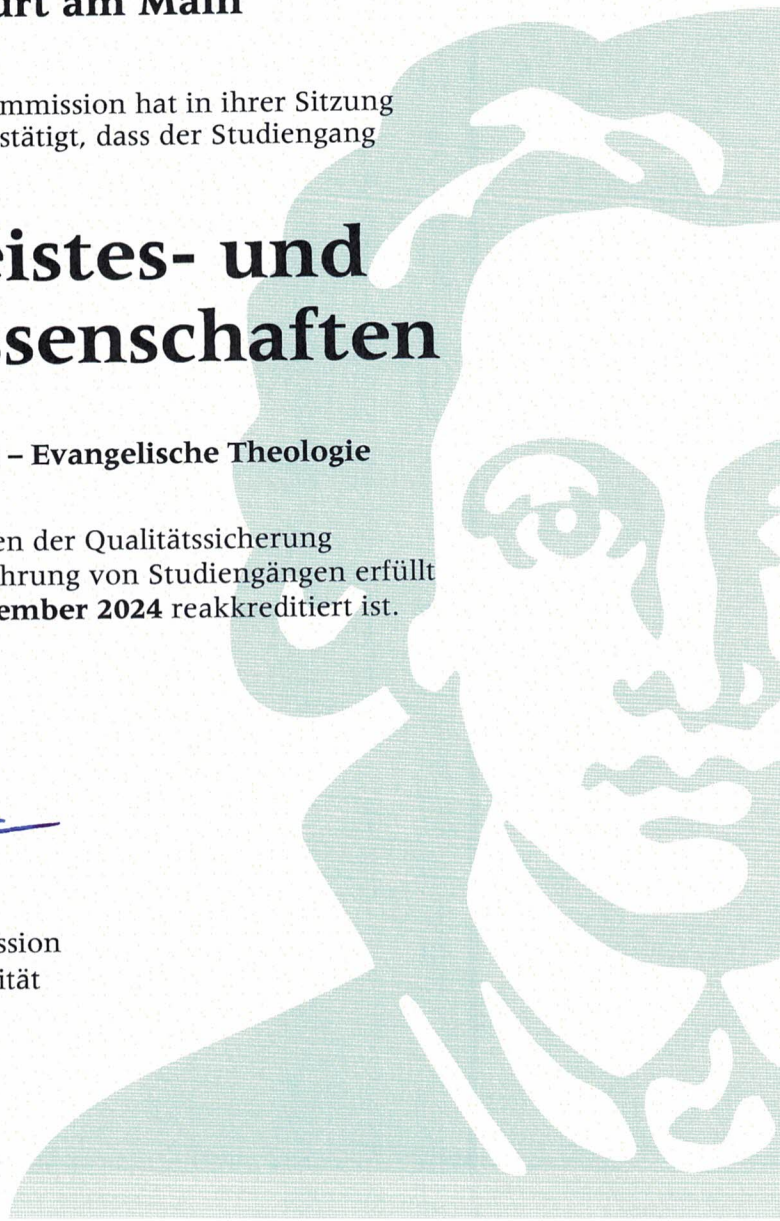 urt am Main
mmission hat in ihrer Sitzung
stätigt, dass der Studiengang
eistes- und
ssenschaften
– Evangelische Theologie
en der Qualitätssicherung
hrung von Studiengängen erfüllt
ember 2024 reakkreditiert ist.
ssion
ität